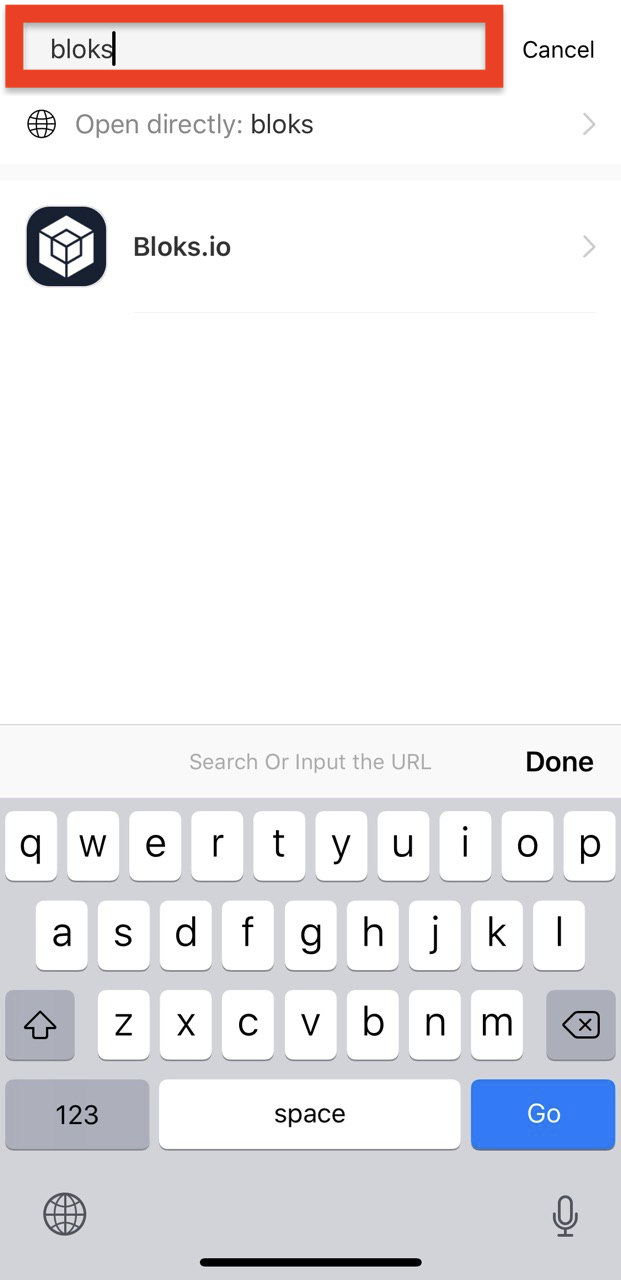 bloks Cancel
Open directly: bloks
Bloks.io
Search Or Input the URL Done
q w e r t y u i o p
a s d f g h j k l
z x c v b n m
123 space Go